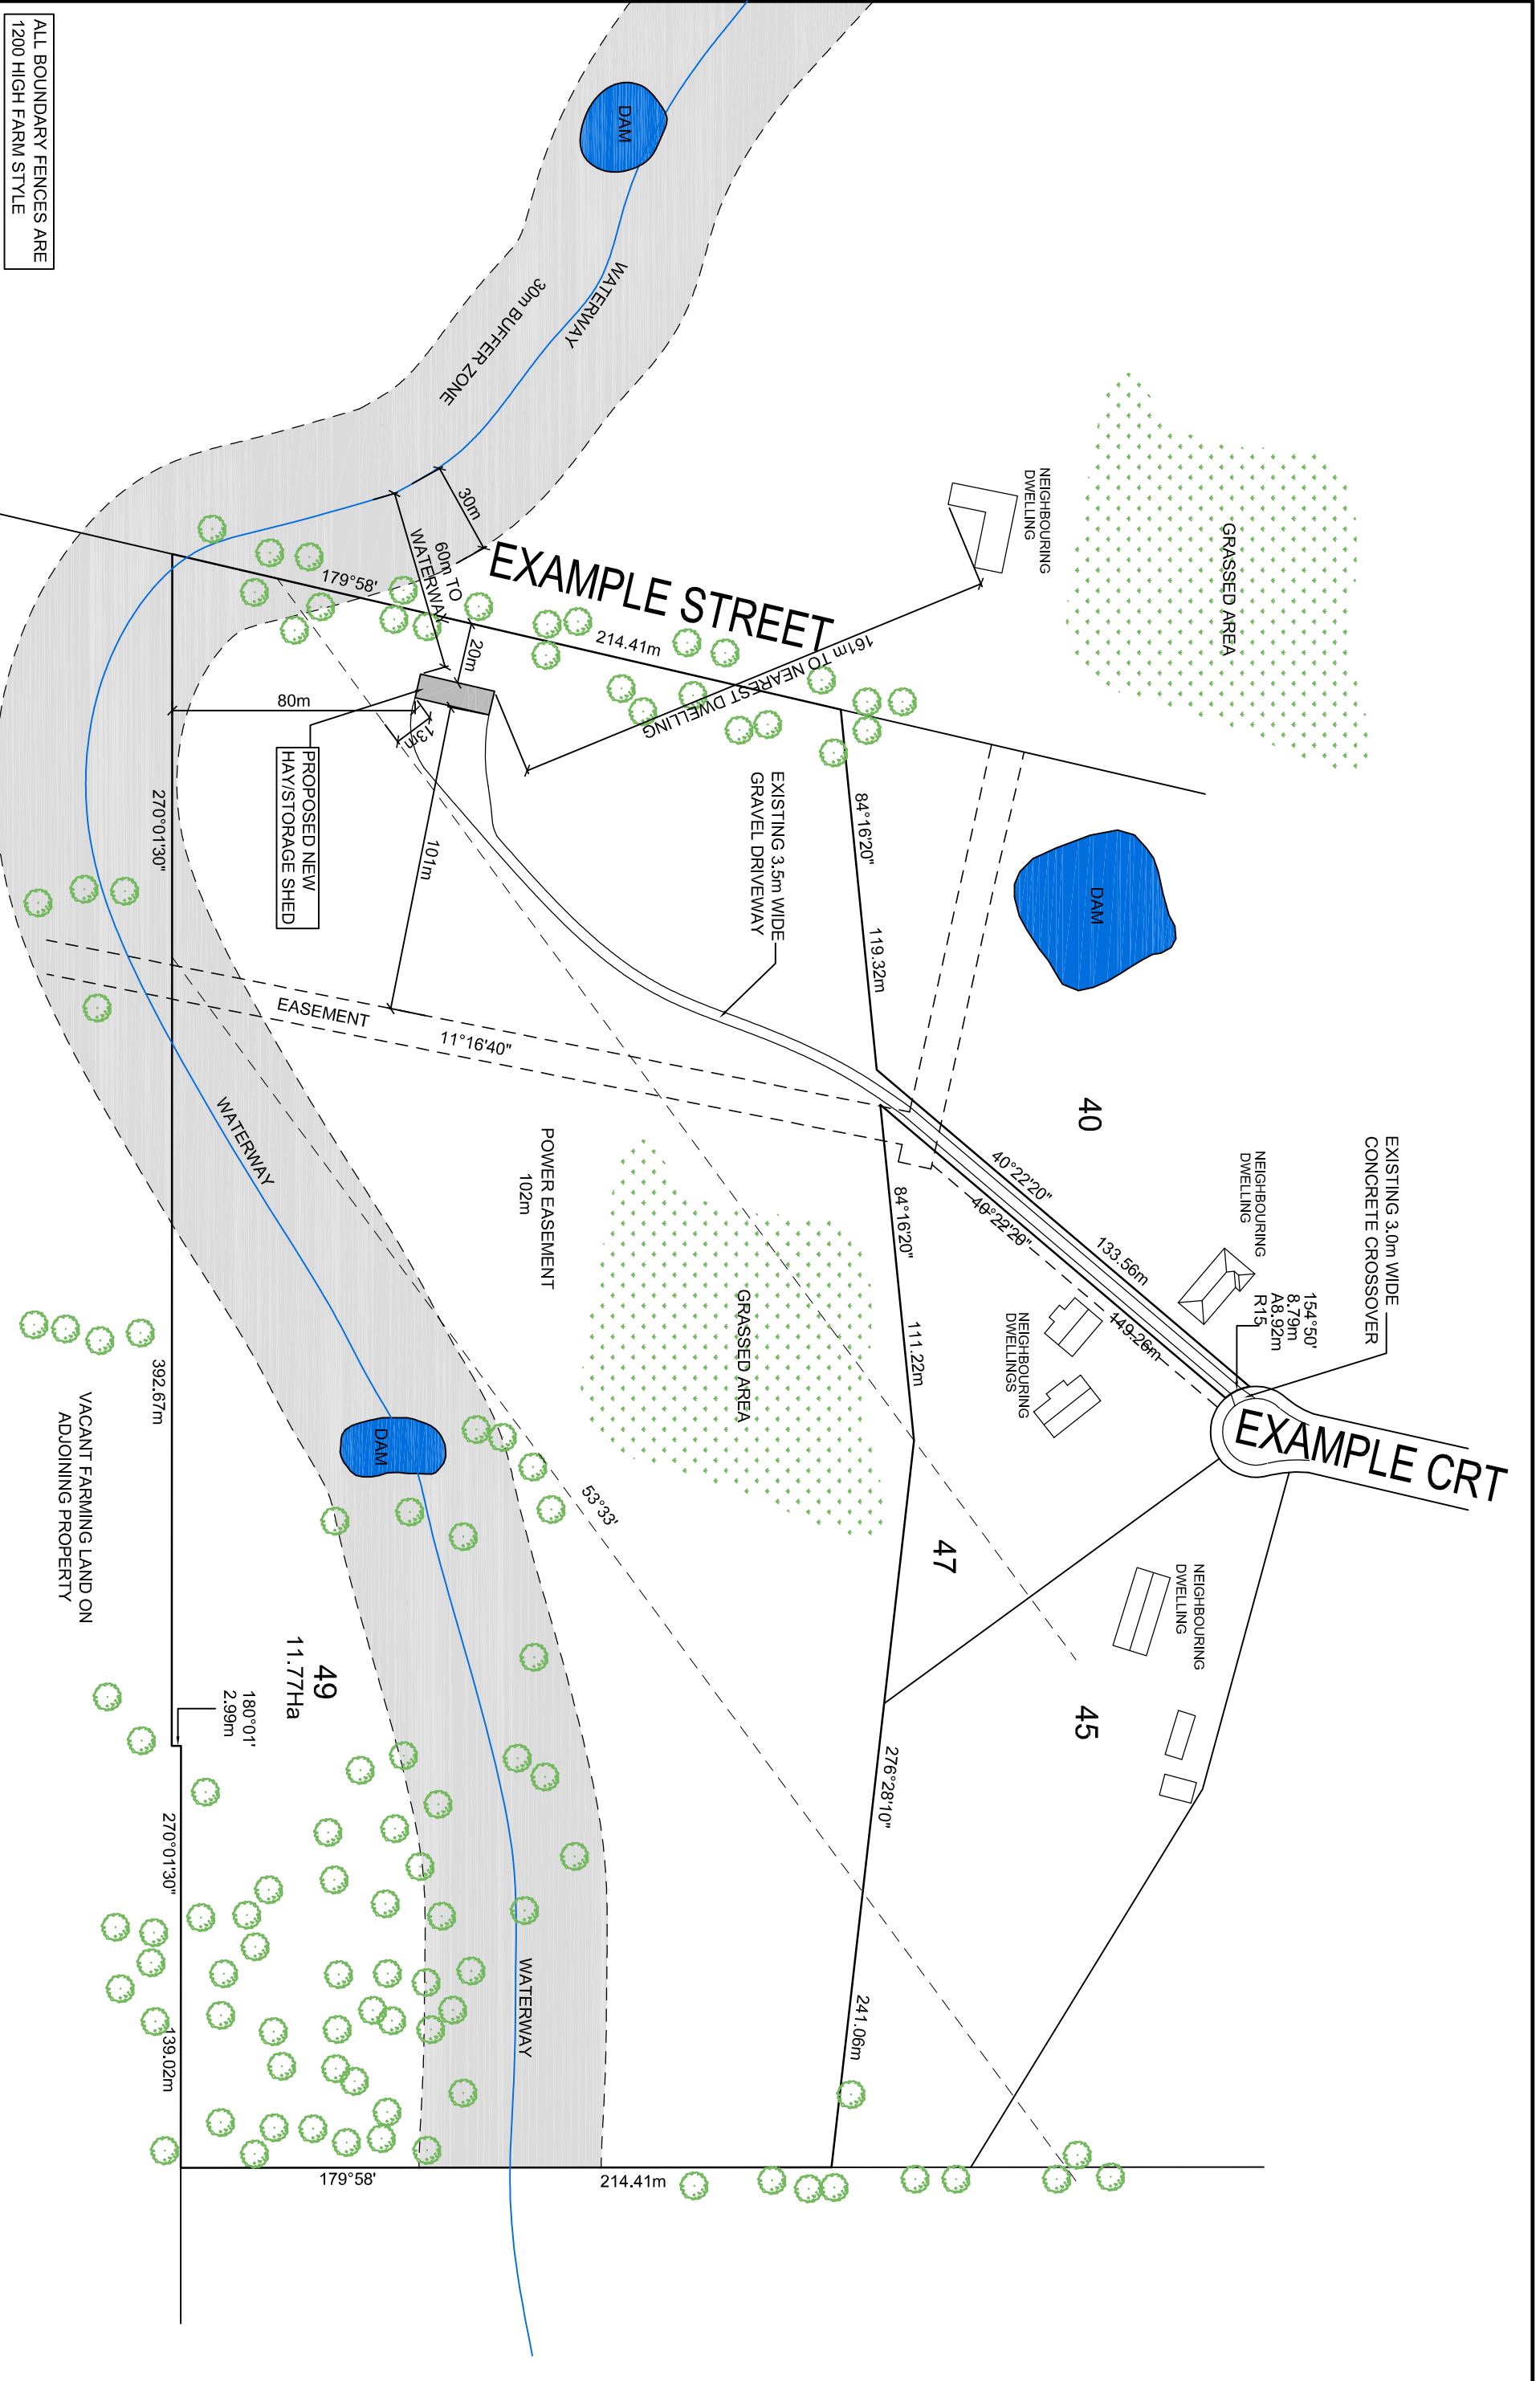 ALL BOUNDARY FENCES ARE
1200 HIGH FARM STYLE
DAM
WATERWAY
30m BUFFER ZONE
30m
60m TO
WATERWAY
EXAMPLE STREET
179°58'
214.41m
20m
161m TO NEAREST DWELLING
NEIGHBOURING
DWELLING
GRASSED AREA
80m
13m
101m
PROPOSED NEW
HAY/STORAGE SHED
EXISTING 3.5m WIDE
GRAVEL DRIVEWAY
84°16'20"
119.32m
DAM
40
270°01'30"
EASEMENT
11°16'40"
WATERWAY
POWER EASEMENT
102m
GRASSED AREA
84°16'20"
111.22m
40°22'20"
133.56m
40°22'20"
149.26m
NEIGHBOURING
DWELLING
EXISTING 3.0m WIDE
CONCRETE CROSSOVER
154°50'
8.79m
A8.92m
R15
NEIGHBOURING
DWELLINGS
EXAMPLE CRT
392.67m
VACANT FARMING LAND ON
ADJOINING PROPERTY
DAM
53°33'
47
NEIGHBOURING
DWELLING
45
49
11.77Ha
180°01'
2.99m
276°28'10"
241.06m
270°01'30"
139.02m
WATERWAY
179°58'
214.41m